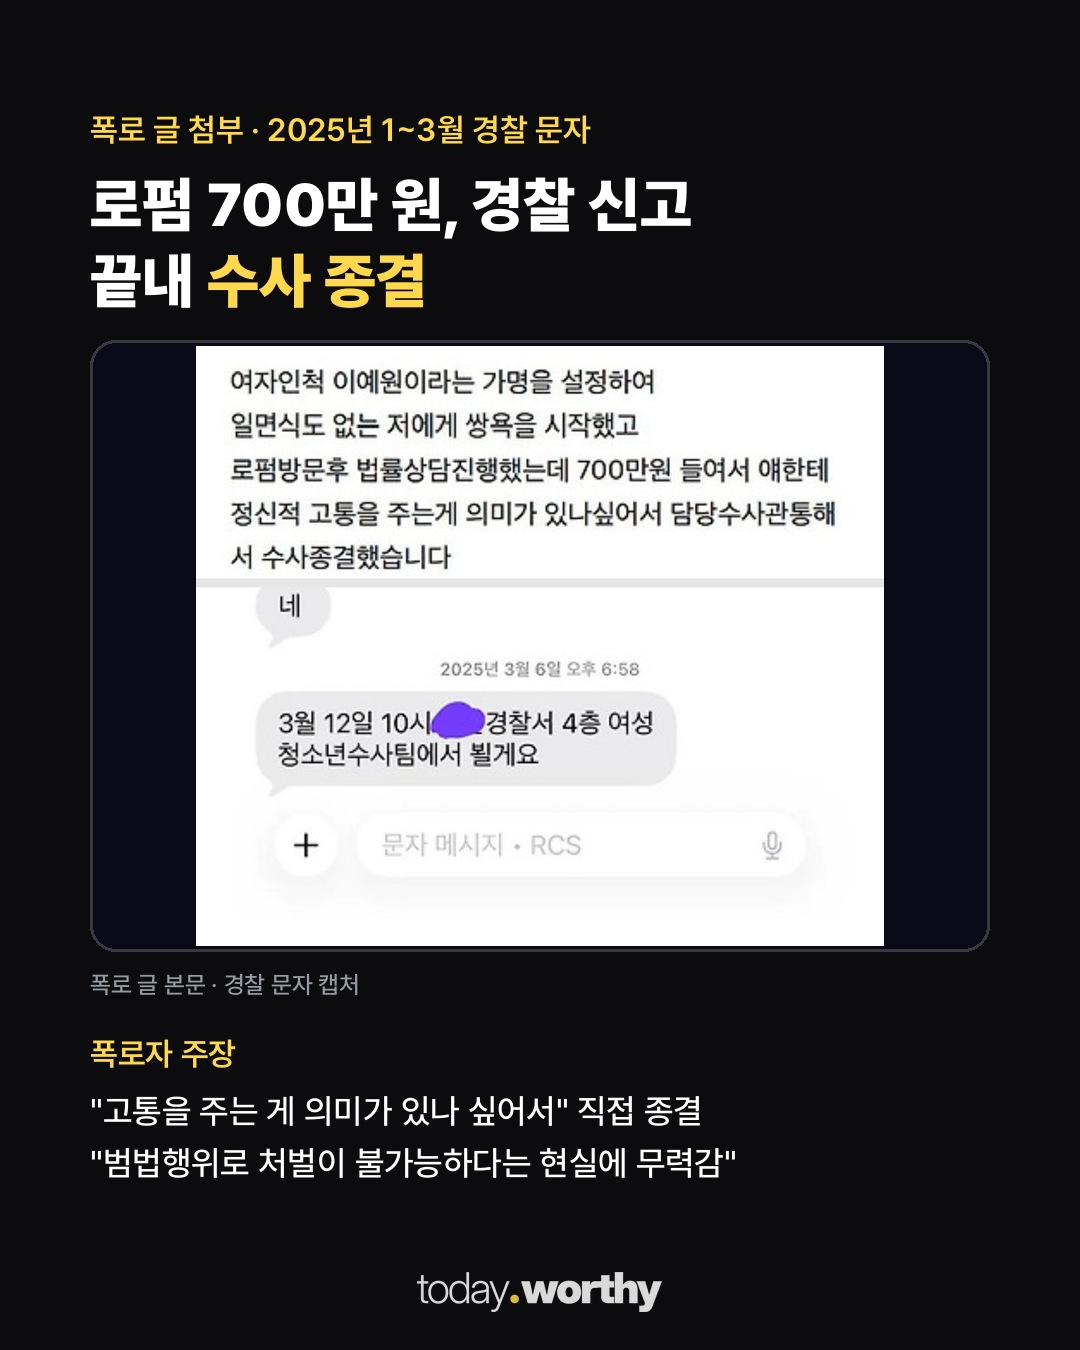 폭로 글 첨부 · 2025년 1~3월 경찰 문자
로펌 700만 원, 경찰 신고
끝내 수사 종결
여자인척 이예원이라는 가명을 설정하여
일면식도 없는 저에게 쌍욕을 시작했고
로펌방문후 법률상담진행했는데 700만원 들여서 얘한테
정신적 고통을 주는게 의미가 있나싶어서 담당수사관통해
서 수사종결했습니다
네
2025년 3월 6일 오후 6:58
3월 12일 10시 경찰서 4층 여성
청소년수사팀에서 뵐게요
문자 메시지 • RCS
폭로 글 본문 · 경찰 문자 캡처
폭로자 주장
"고통을 주는 게 의미가 있나 싶어서" 직접 종결
"범법행위로 처벌이 불가능하다는 현실에 무력감"
today.worthy